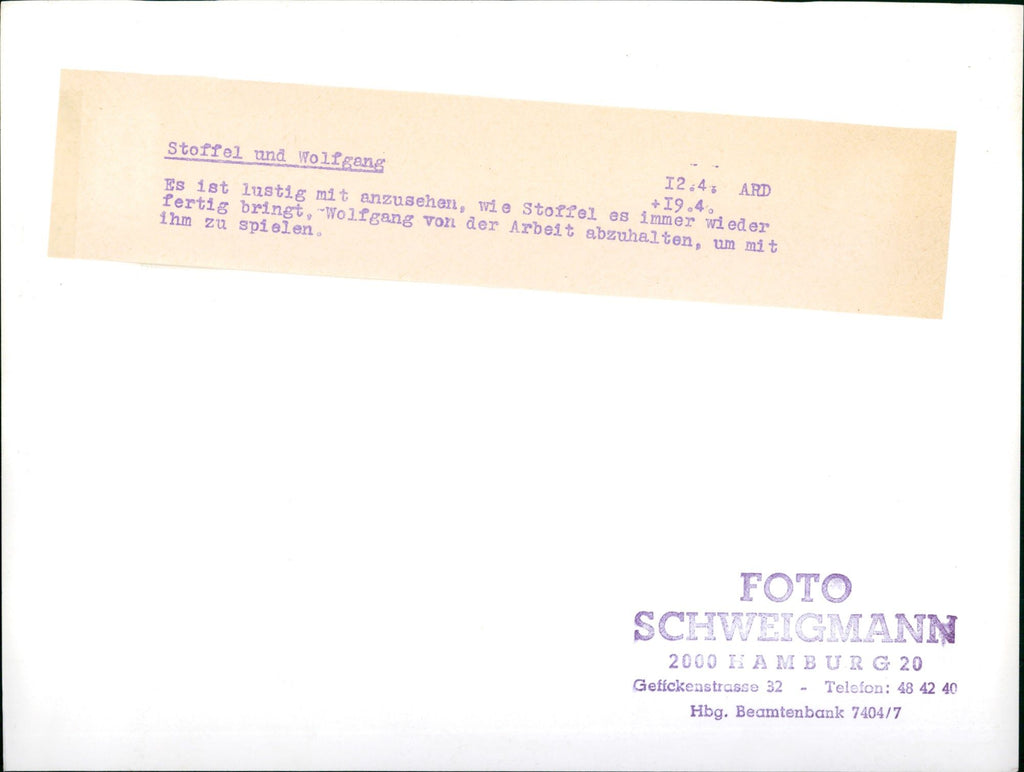 Stoffel und Wolfgang
I2.4. ARD
+I9.4.
Es ist lustig mit anzusehen, wie Stoffel es immer wieder
fertig bringt, Wolfgang von der Arbeit abzuhalten, um mit
ihm zu spielen.
FOTO
SCHWEIGMANN
2000 HAMBURG 20
Geffckenstrasse 32 - Telefon: 48 42 40
Hbg. Beamtenbank 7404/7